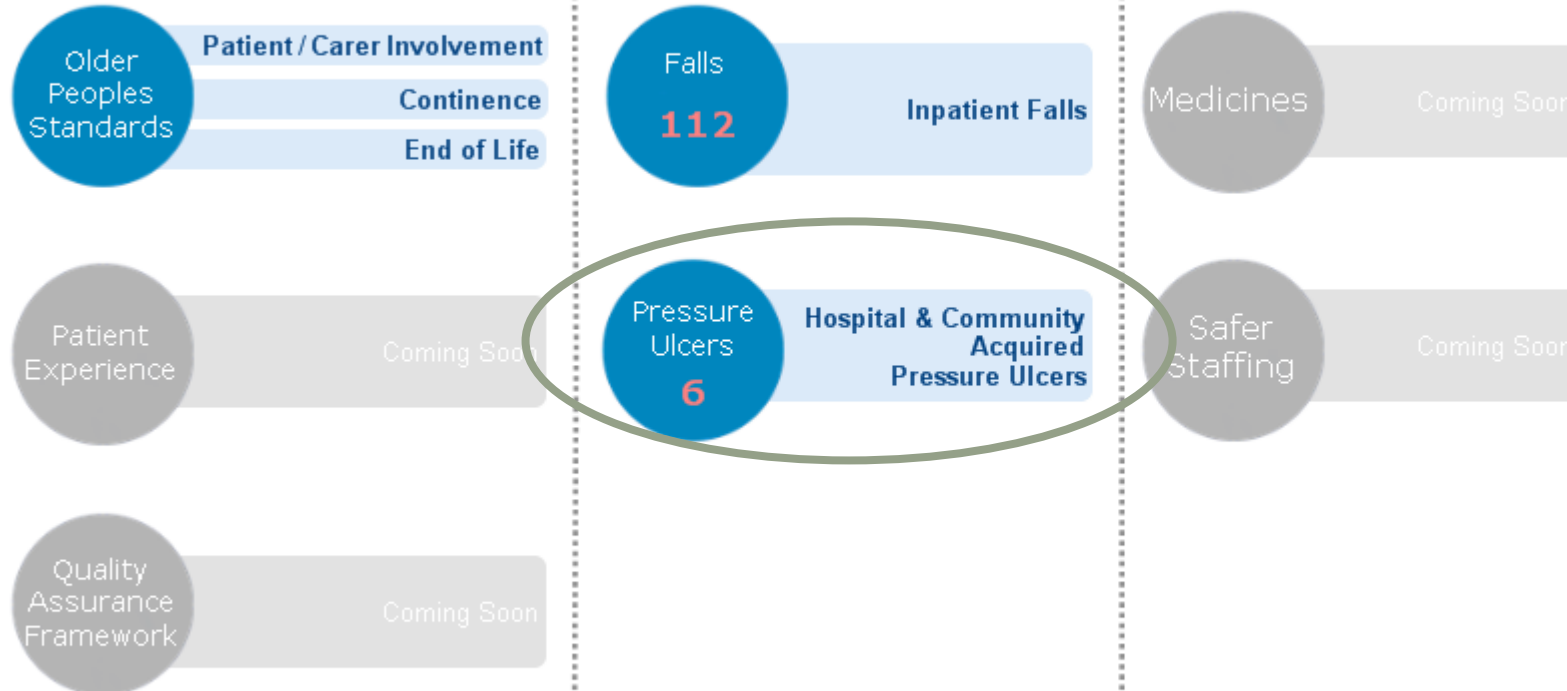 Older
Peoples
Standards
Patient / Carer Involvement
Continence
End of Life
Falls
112
Inpatient Falls
Medicines
Coming Soon
Patient
Experience
Coming Soon
Pressure
Ulcers
6
Hospital & Community
Acquired
Pressure Ulcers
Safer
Staffing
Coming Soon
Quality
Assurance
Framework
Coming Soon